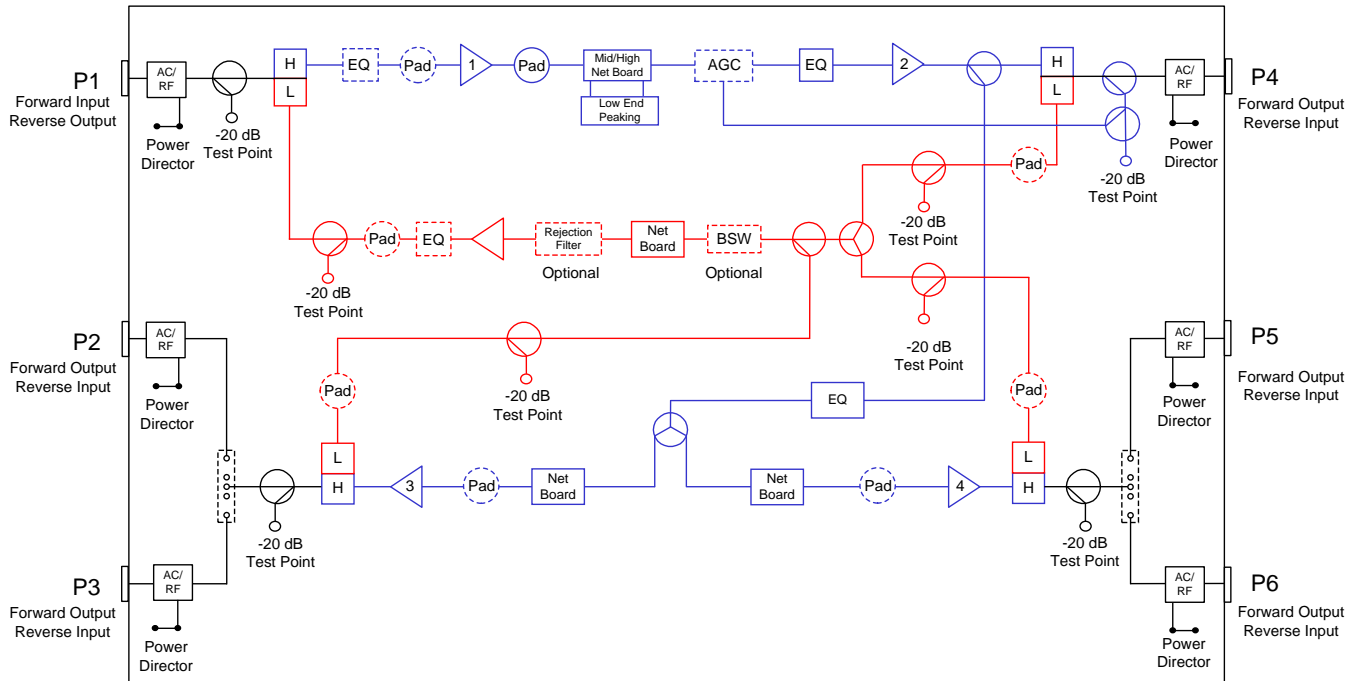 P1
Forward Input
Reverse Output
AC/
RF
Power
Director
-20 dB
Test Point
H
L
EQ
Pad
1
Pad
Mid/High
Net Board
Low End
Peaking
AGC
EQ
2
H
L
-20 dB
Test Point
AC/
RF
Power
Director
P4
Forward Output
Reverse Input
Pad
-20 dB
Test Point
-20 dB
Test Point
Pad
EQ
Rejection
Filter
Optional
Net
Board
BSW
Optional
-20 dB
Test Point
P2
Forward Output
Reverse Input
AC/
RF
Power
Director
-20 dB
Test Point
Pad
EQ
Pad
AC/
RF
Power
Director
P5
Forward Output
Reverse Input
L
H
3
Pad
Net
Board
Net
Board
Pad
4
L
H
-20 dB
Test Point
-20 dB
Test Point
P3
Forward Output
Reverse Input
AC/
RF
Power
Director
AC/
RF
Power
Director
P6
Forward Output
Reverse Input